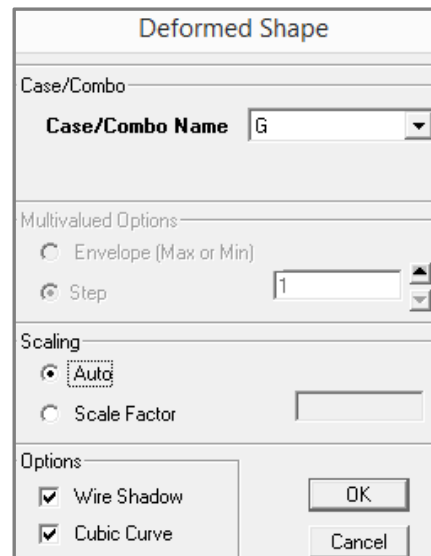 Deformed Shape
Case/Combo
Case/Combo Name G
Multivalued Options
Envelope (Max or Min)
Step 1
Scaling
Auto
Scale Factor
Options
Wire Shadow OK
Cubic Curve Cancel